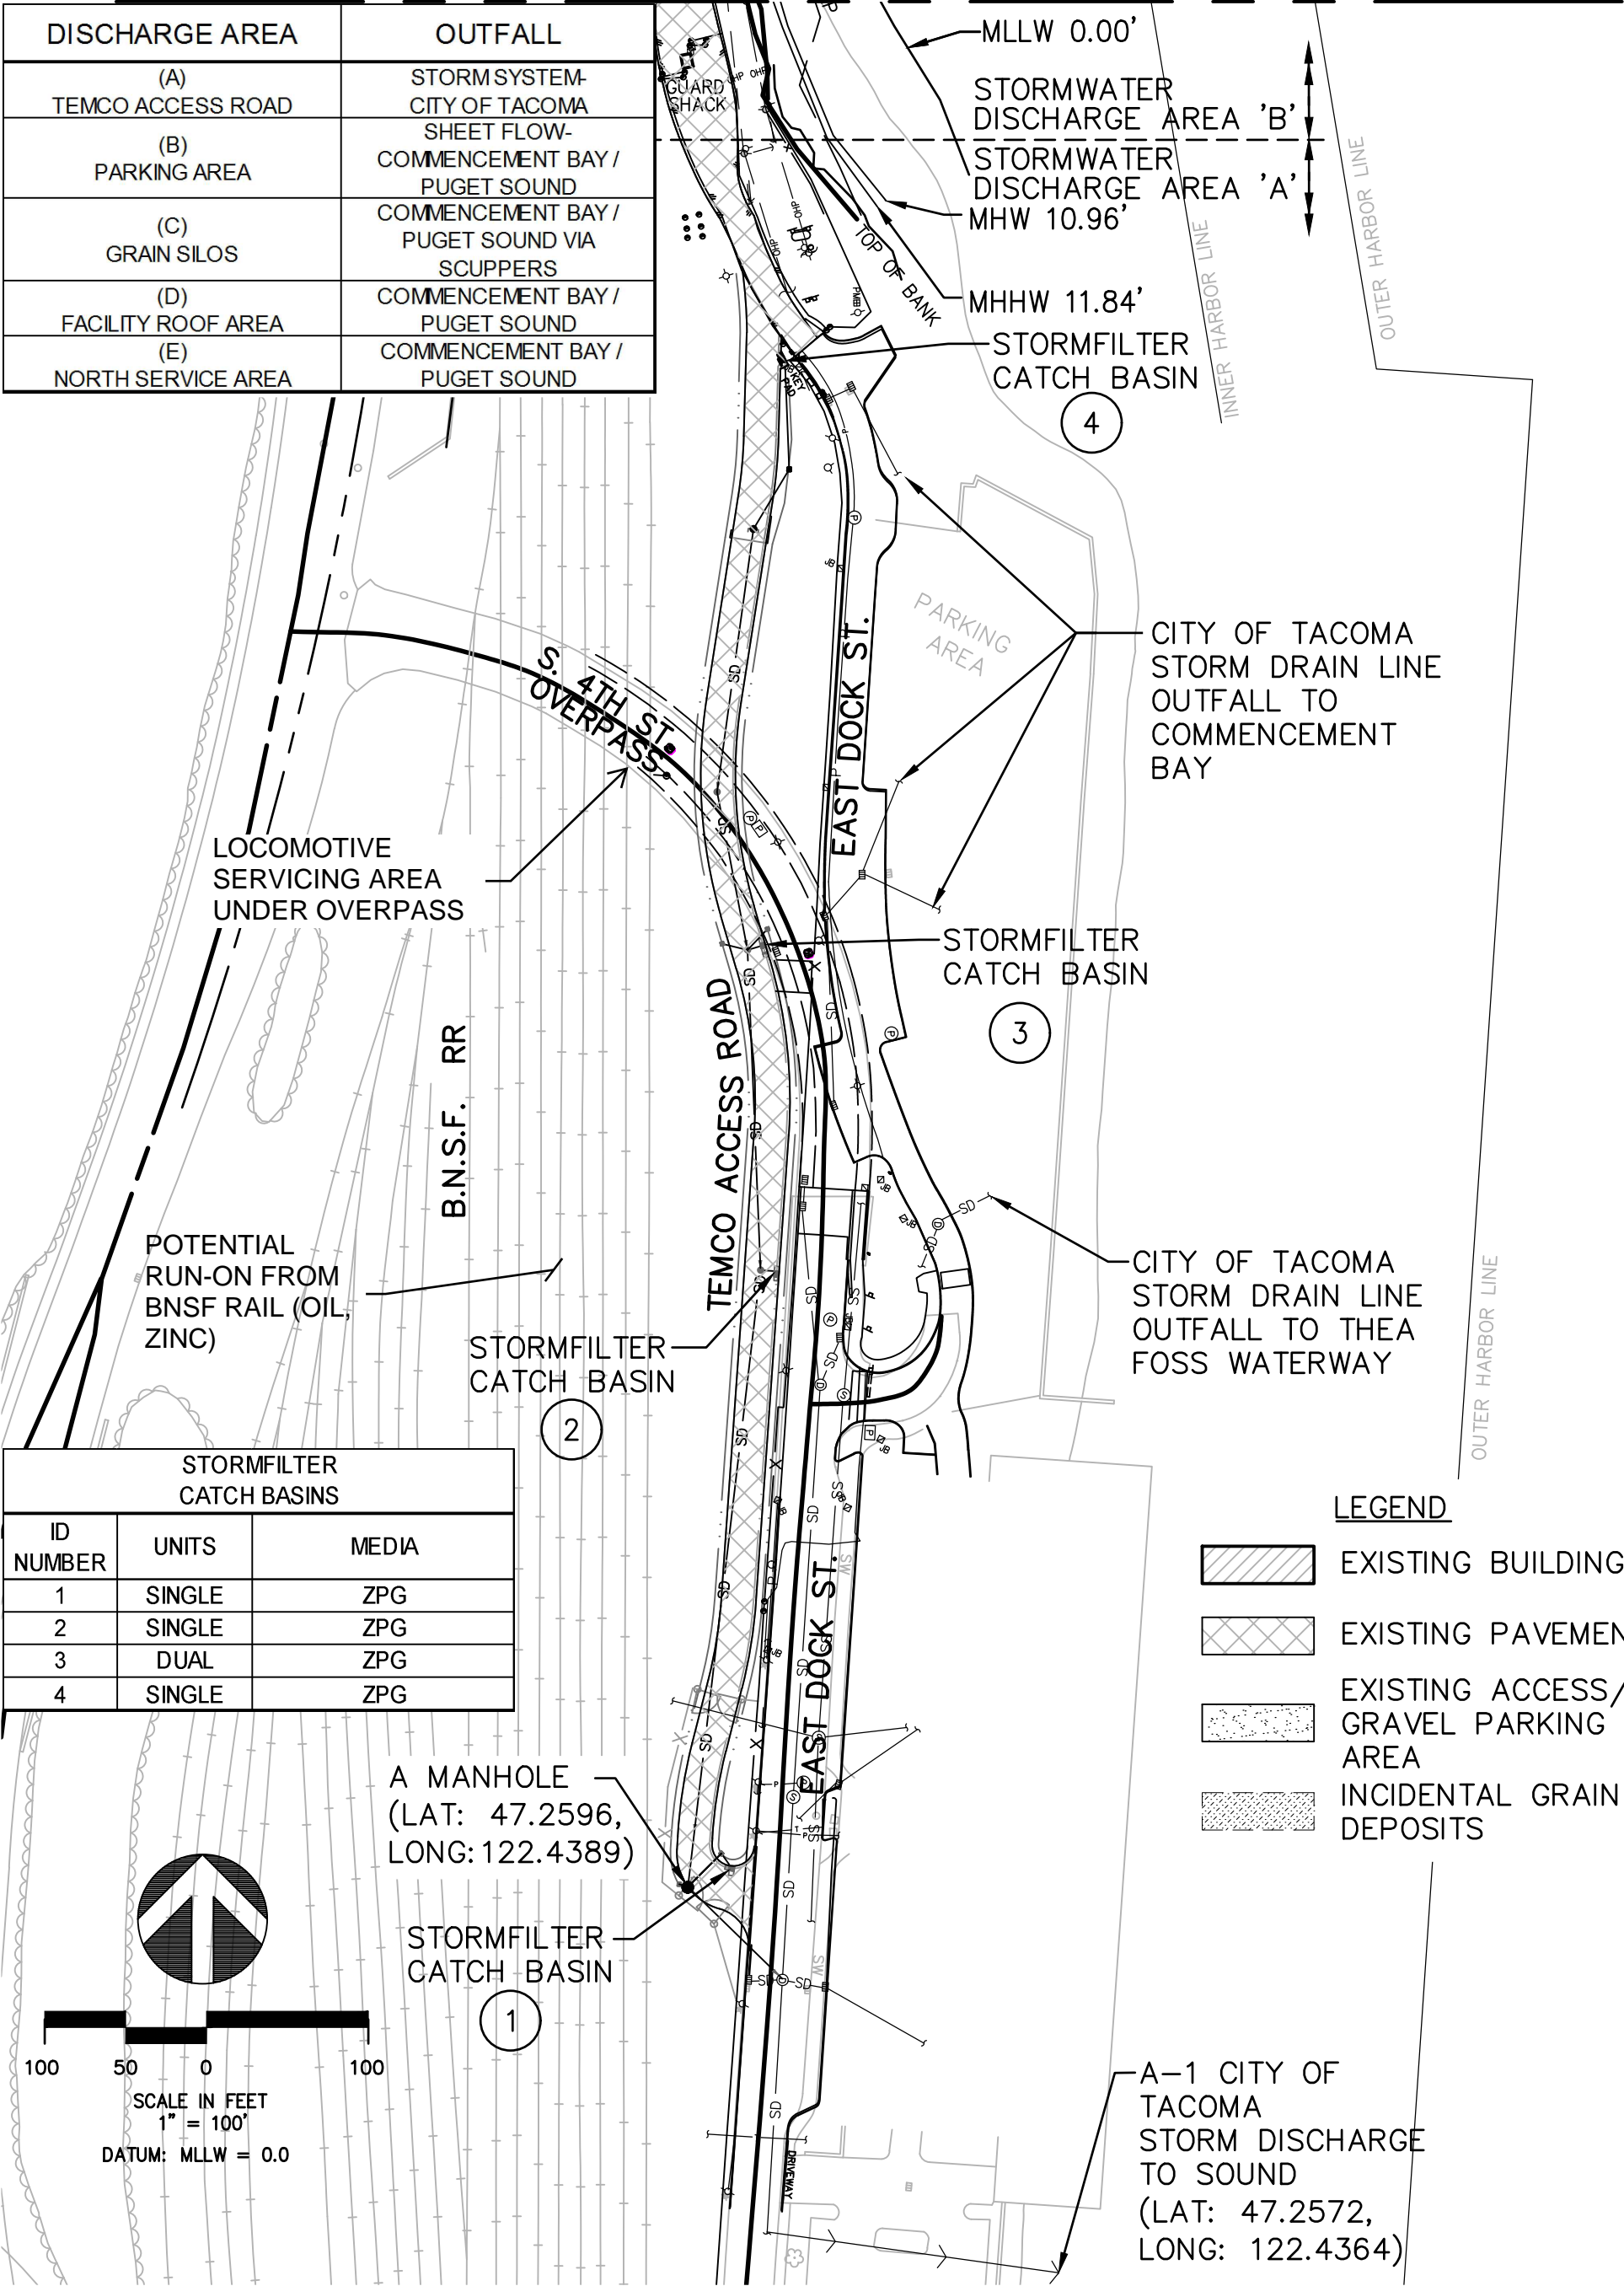 DISCHARGE AREA
OUTFALL
(A)
TEMCO ACCESS ROAD
STORM SYSTEM-
CITY OF TACOMA
(B)
PARKING AREA
SHEET FLOW-
COMMENCEMENT BAY /
PUGET SOUND
(C)
GRAIN SILOS
COMMENCEMENT BAY /
PUGET SOUND VIA
SCUPPERS
(D)
FACILITY ROOF AREA
COMMENCEMENT BAY /
PUGET SOUND
(E)
NORTH SERVICE AREA
COMMENCEMENT BAY /
PUGET SOUND
GUARD
SHACK
OHP OHP
OHP
OHP
MLLW 0.00'
STORMWATER
DISCHARGE AREA 'B'
STORMWATER
DISCHARGE AREA 'A'
MHW 10.96'
TOP OF BANK
MHHW 11.84'
STORMFILTER
CATCH BASIN
4
KEY
PAD
INNER HARBOR LINE
OUTER HARBOR LINE
PARKING
AREA
CITY OF TACOMA
STORM DRAIN LINE
OUTFALL TO
COMMENCEMENT
BAY
S. 4TH ST.
OVERPASS
EAST DOCK ST.
LOCOMOTIVE
SERVICING AREA
UNDER OVERPASS
STORMFILTER
CATCH BASIN
3
B.N.S.F. RR
TEMCO ACCESS ROAD
POTENTIAL
RUN-ON FROM
BNSF RAIL (OIL,
ZINC)
STORMFILTER
CATCH BASIN
2
CITY OF TACOMA
STORM DRAIN LINE
OUTFALL TO THEA
FOSS WATERWAY
OUTER HARBOR LINE
STORMFILTER
CATCH BASINS
ID
NUMBER
UNITS
MEDIA
1 SINGLE ZPG
2 SINGLE ZPG
3 DUAL ZPG
4 SINGLE ZPG
EAST DOCK ST.
LEGEND
EXISTING BUILDING
EXISTING PAVEMEN
EXISTING ACCESS/
GRAVEL PARKING
AREA
INCIDENTAL GRAIN
DEPOSITS
A MANHOLE
(LAT: 47.2596,
LONG: 122.4389)
STORMFILTER
CATCH BASIN
1
100 50 0 100
SCALE IN FEET
1" = 100'
DATUM: MLLW = 0.0
DRIVEWAY
A-1 CITY OF
TACOMA
STORM DISCHARGE
TO SOUND
(LAT: 47.2572,
LONG: 122.4364)